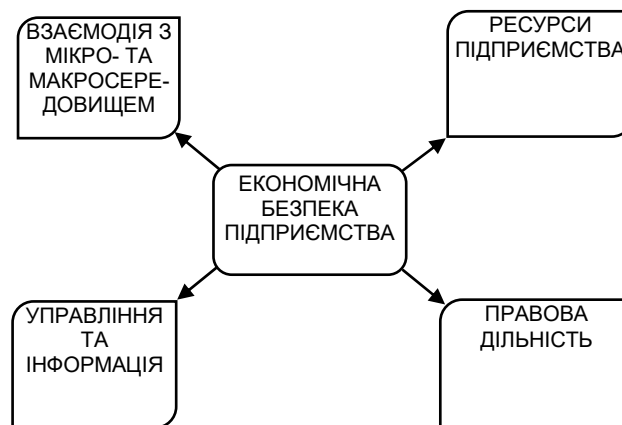 ВЗАЄМОДІЯ З
МІКРО- ТА
МАКРОСЕРЕ-
ДОВИЩЕМ
РЕСУРСИ
ПІДПРИЄМСТВА
ЕКОНОМІЧНА
БЕЗПЕКА
ПІДПРИЄМСТВА
УПРАВЛІННЯ
ТА
ІНФОРМАЦІЯ
ПРАВОВА
ДІЛЬНІСТЬ